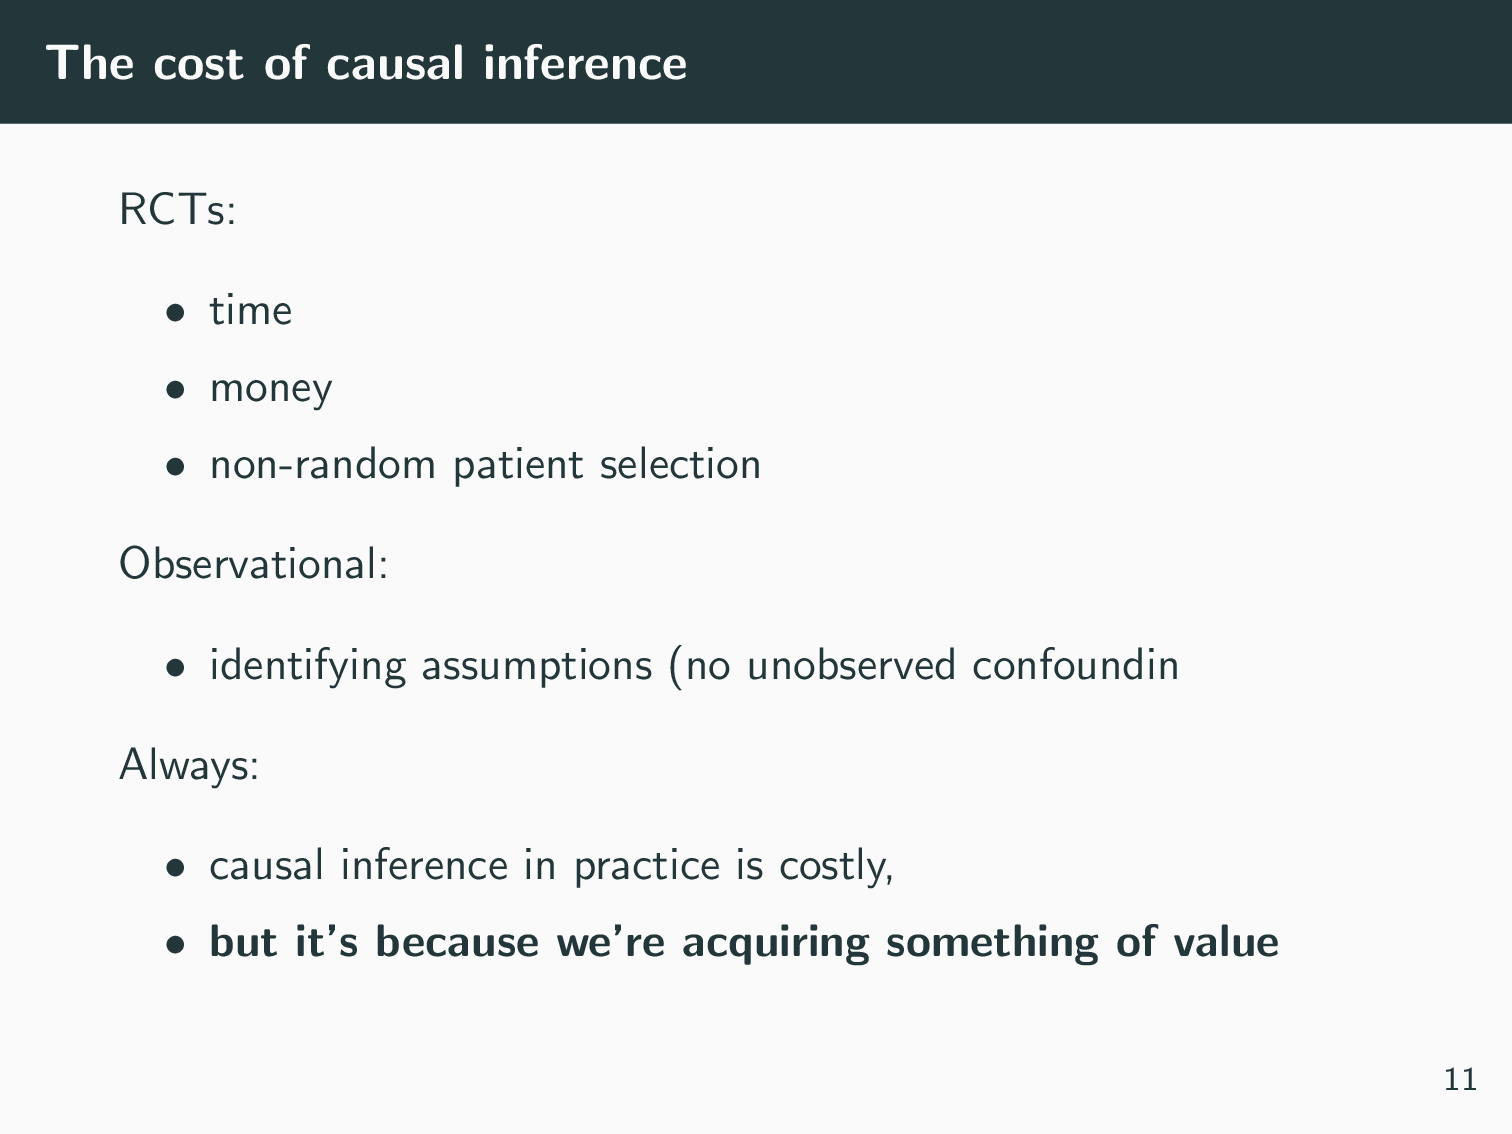 The cost of causal inference
RCTs:
• time
• money
• non-random patient selection
Observational:
• identifying assumptions (no unobserved confoundin
Always:
• causal inference in practice is costly,
• but it's because we're acquiring something of value
11